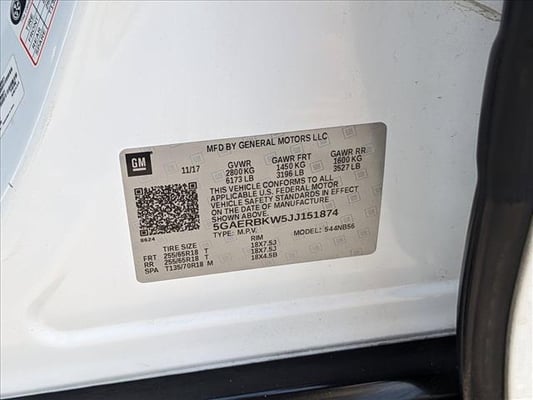 MFD BY GENERAL MOTORS LLC
GM 11/17 GVWR GAWR FRT GAWR RR
2800 KG 1450 KG 1600 KG
6173 LB 3196 LB 3527 LB
THIS VEHICLE CONFORMS TO ALL
APPLICABLE U.S. FEDERAL MOTOR
VEHICLE SAFETY STANDARDS IN EFFECT
ON THE DATE OF MANUFACTURE
SHOWN ABOVE.
5GAERBKW5JJ151874
TYPE: M.P.V. MODEL: 544NB56
8624
TIRE SIZE RIM
FRT 255/65R18 T 18X7.5J
RR 255/65R18 T 18X7.5J
SPA T135/70R18 M 18X4.5B